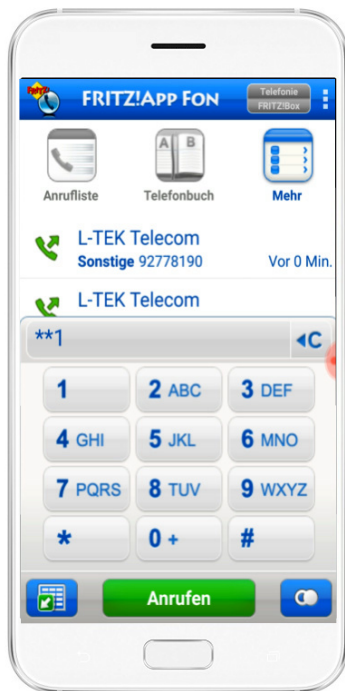 FRITZ!APP FON
Telefonie
FRITZ!Box
A B
Anrufliste Telefonbuch Mehr
L-TEK Telecom
Sonstige 92778190 Vor 0 Min.
L-TEK Telecom
**1 C
1 2 ABC 3 DEF
4 GHI 5 JKL 6 MNO
7 PQRS 8 TUV 9 WXYZ
* 0 + #
Anrufen